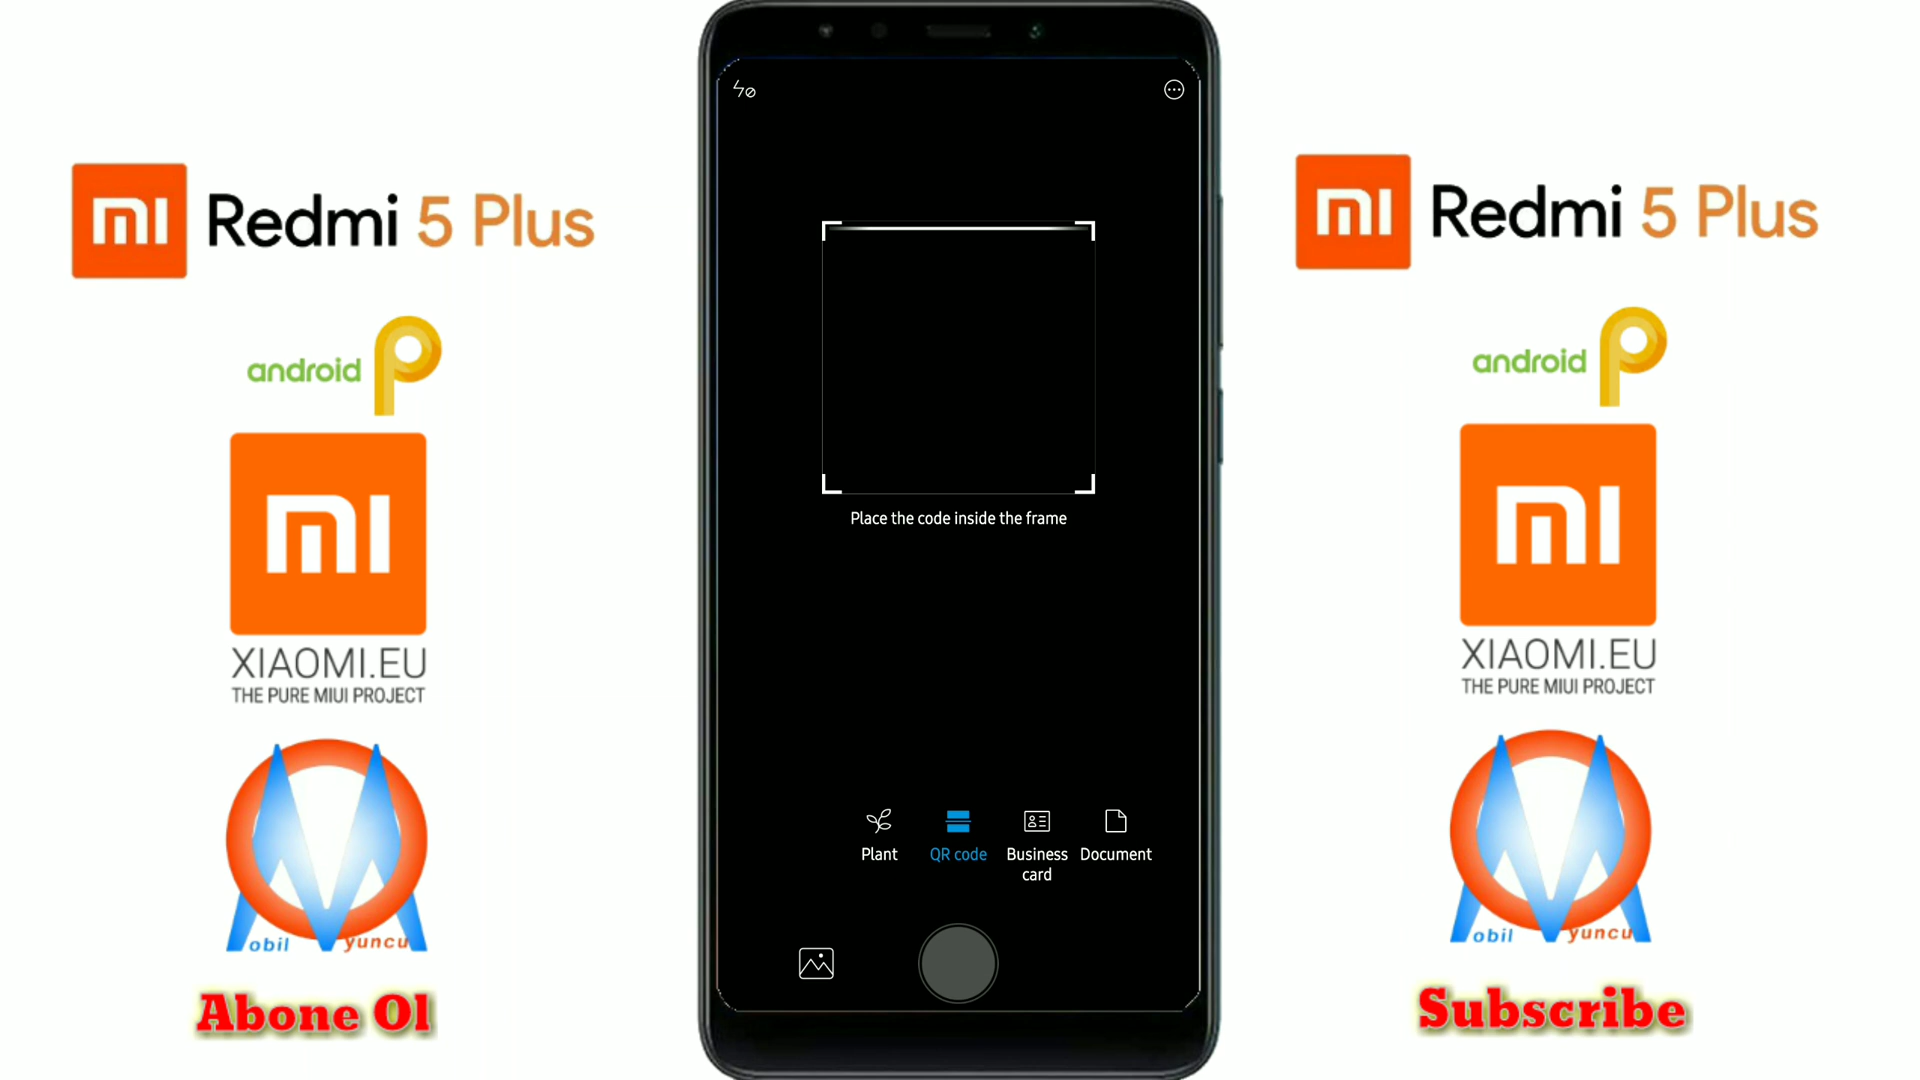 Redmi 5 Plus
android
XIAOMI.EU
THE PURE MIUI PROJECT
obil yuncu
Abone Ol
Place the code inside the frame
Plant
QR code
Business
card
Document
Redmi 5 Plus
android
XIAOMI.EU
THE PURE MIUI PROJECT
obil yuncu
Subscribe